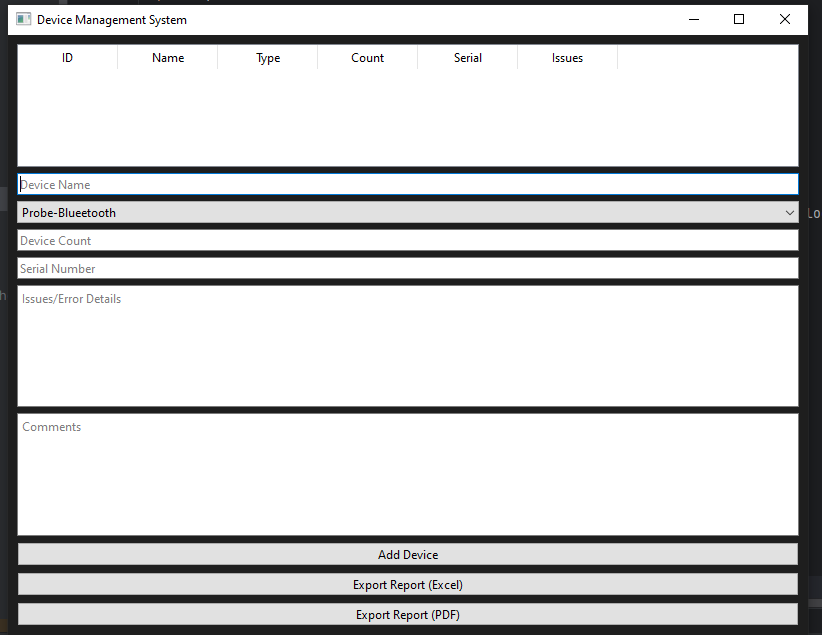 Device Management System
ID Name Type Count Serial Issues
Device Name
Probe-Blueetooth
Device Count
Serial Number
Issues/Error Details
Comments
Add Device
Export Report (Excel)
Export Report (PDF)
lo
h